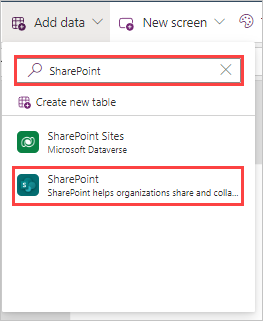 Add data New screen
SharePoint
Create new table
SharePoint Sites
Microsoft Dataverse
SharePoint
SharePoint helps organizations share and colla...